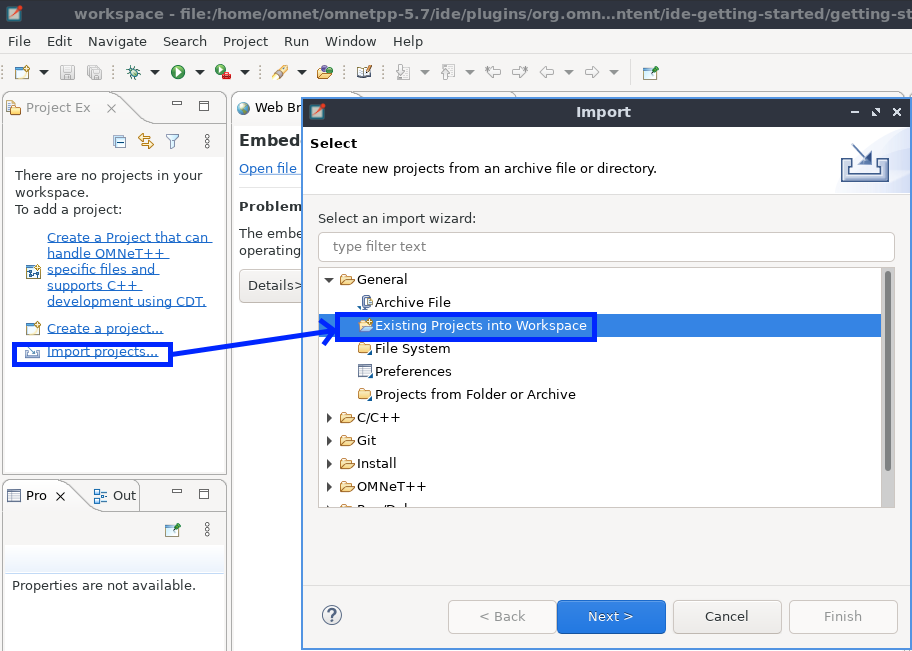 workspace - file:/home/omnet/omnetpp-5.7/ide/plugins/org.omn...ntent/ide-getting-started/getting-st
File Edit Navigate Search Project Run Window Help
Project Ex
There are no projects in your
workspace.
To add a project:
Create a Project that can
handle OMNeT++
specific files and
supports C++
development using CDT.
Create a project...
Import projects...
Pro
Out
Properties are not available.
Web Br
Embed
Open file
Problem
The embe
operating
Details>
Import
Select
Create new projects from an archive file or directory.
Select an import wizard:
type filter text
General
Archive File
Existing Projects into Workspace
File System
Preferences
Projects from Folder or Archive
C/C++
Git
Install
OMNeT++
?
< Back
Next >
Cancel
Finish